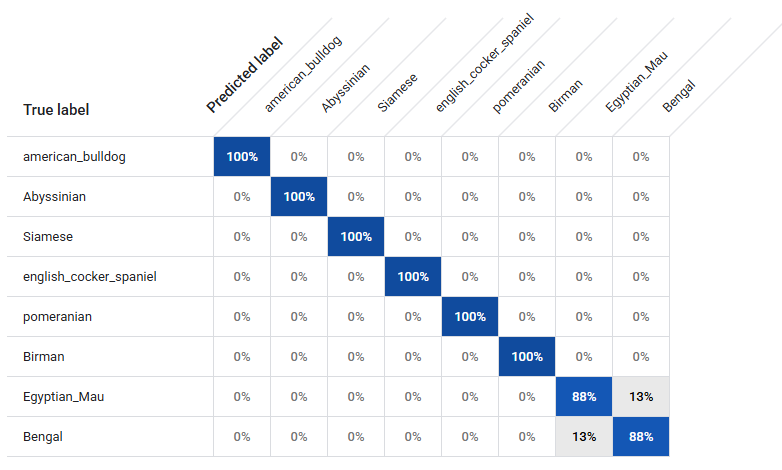 Predicted label
american_bulldog
Abyssinian
Siamese
english_cocker_spaniel
pomeranian
Birman
Egyptian_Mau
Bengal
True label
american_bulldog 100% 0% 0% 0% 0% 0% 0% 0%
Abyssinian 0% 100% 0% 0% 0% 0% 0% 0%
Siamese 0% 0% 100% 0% 0% 0% 0% 0%
english_cocker_spaniel 0% 0% 0% 100% 0% 0% 0% 0%
pomeranian 0% 0% 0% 0% 100% 0% 0% 0%
Birman 0% 0% 0% 0% 0% 100% 0% 0%
Egyptian_Mau 0% 0% 0% 0% 0% 0% 88% 13%
Bengal 0% 0% 0% 0% 0% 0% 13% 88%